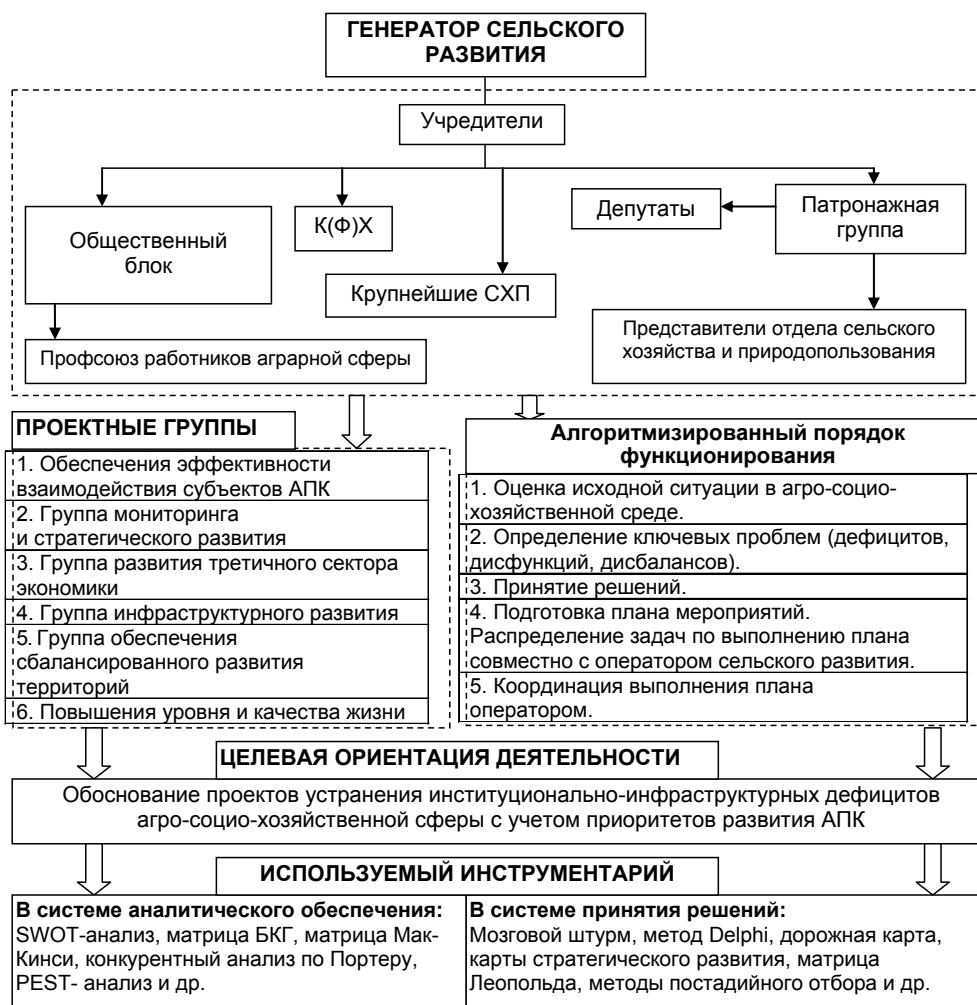 ГЕНЕРАТОР СЕЛЬСКОГО
РАЗВИТИЯ
Учредители
Общественный
блок
К(Ф)Х
Крупнейшие СХП
Депутаты
Патронажная
группа
Профсоюз работников аграрной сферы
Представители отдела сельского
хозяйства и природопользования
ПРОЕКТНЫЕ ГРУППЫ
1. Обеспечения эффективности
взаимодействия субъектов АПК
2. Группа мониторинга
и стратегического развития
3. Группа развития третичного сектора
экономики
4. Группа инфраструктурного развития
5. Группа обеспечения
сбалансированного развития
территорий
6. Повышения уровня и качества жизни
Алгоритмизированный порядок
функционирования
1. Оценка исходной ситуации в агро-социо-
хозяйственной среде.
2. Определение ключевых проблем (дефицитов,
дисфункций, дисбалансов).
3. Принятие решений.
4. Подготовка плана мероприятий.
Распределение задач по выполнению плана
совместно с оператором сельского развития.
5. Координация выполнения плана
оператором.
ЦЕЛЕВАЯ ОРИЕНТАЦИЯ ДЕЯТЕЛЬНОСТИ
Обоснование проектов устранения институционально-инфраструктурных дефицитов
агро-социо-хозяйственной сферы с учетом приоритетов развития АПК
ИСПОЛЬЗУЕМЫЙ ИНСТРУМЕНТАРИЙ
В системе аналитического обеспечения:
SWOT-анализ, матрица БКГ, матрица Мак-
Кинси, конкурентный анализ по Портеру,
PEST- анализ и др.
В системе принятия решений:
Мозговой штурм, метод Delphi, дорожная карта,
карты стратегического развития, матрица
Леопольда, методы постадийного отбора и др.